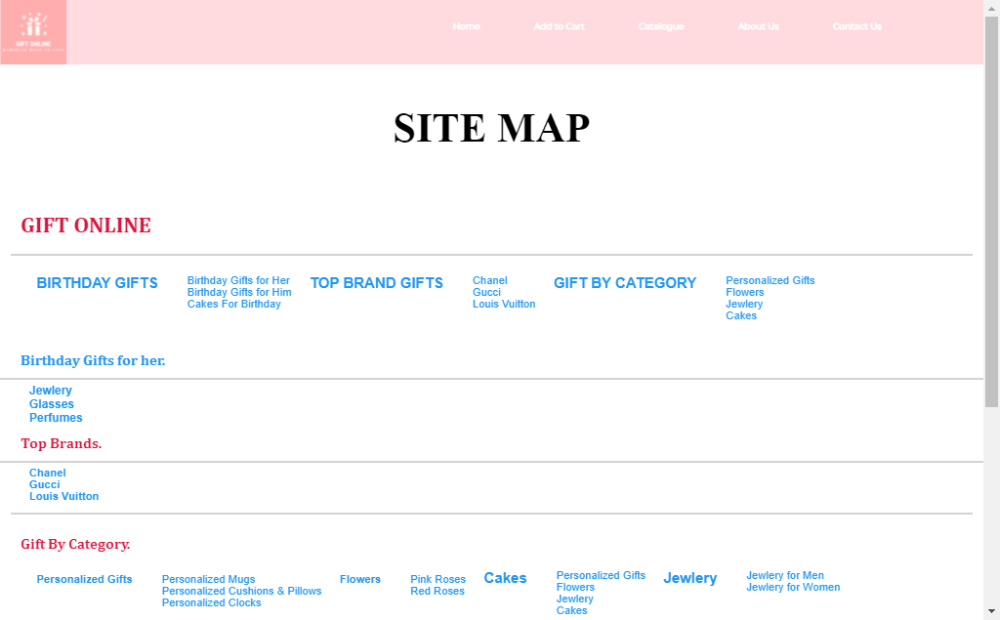 GIFT ONLINE
Home Add to Cart Catalogue About Us Contact Us
SITE MAP
GIFT ONLINE
BIRTHDAY GIFTS
Birthday Gifts for Her
Birthday Gifts for Him
Cakes For Birthday
TOP BRAND GIFTS
Chanel
Gucci
Louis Vuitton
GIFT BY CATEGORY
Personalized Gifts
Flowers
Jewlery
Cakes
Birthday Gifts for her.
Jewlery
Glasses
Perfumes
Top Brands.
Chanel
Gucci
Louis Vuitton
Gift By Category.
Personalized Gifts
Personalized Mugs
Personalized Cushions & Pillows
Personalized Clocks
Flowers
Pink Roses
Red Roses
Cakes
Personalized Gifts
Flowers
Jewlery
Cakes
Jewlery
Jewlery for Men
Jewlery for Women